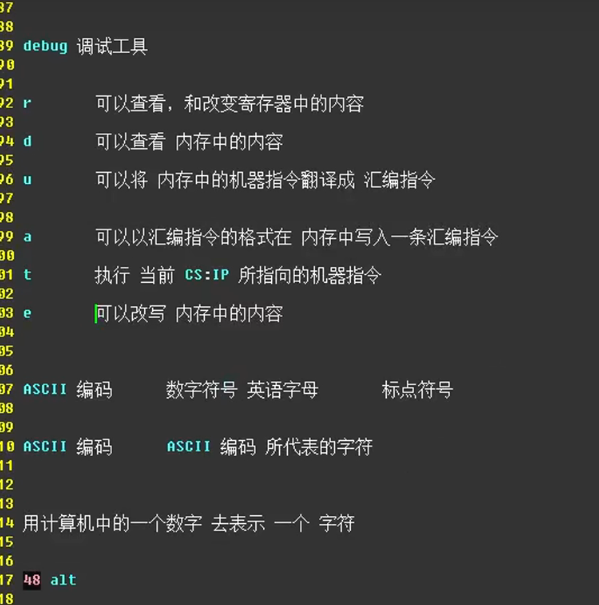 87
88
89 debug 调试工具
90
91
92 r 可以查看，和改变寄存器中的内容
93
94 d 可以查看 内存中的内容
95
96 u 可以将 内存中的机器指令翻译成 汇编指令
97
98
99 a 可以以汇编指令的格式在 内存中写入一条汇编指令
00
01 t 执行 当前 CS:IP 所指向的机器指令
02
03 e 可以改写 内存中的内容
04
05
06
07 ASCII 编码 数字符号 英语字母 标点符号
08
09
10 ASCII 编码 ASCII 编码 所代表的字符
11
12
13
14 用计算机中的一个数字 去表示 一个 字符
15
16
17 48 alt
18